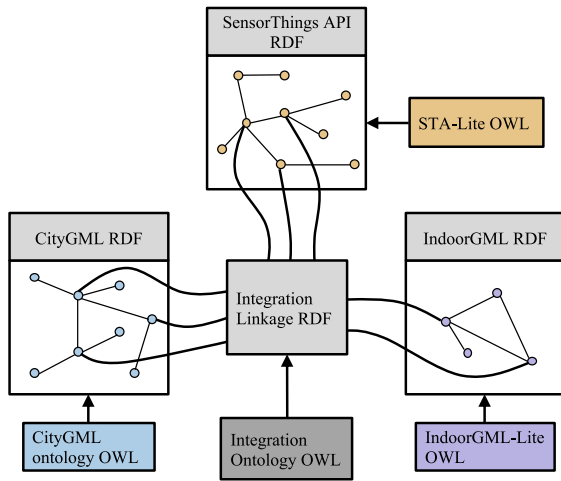 SensorThings API
RDF
STA-Lite OWL
CityGML RDF
Integration
Linkage RDF
IndoorGML RDF
CityGML
ontology OWL
Integration
Ontology OWL
IndoorGML-Lite
OWL